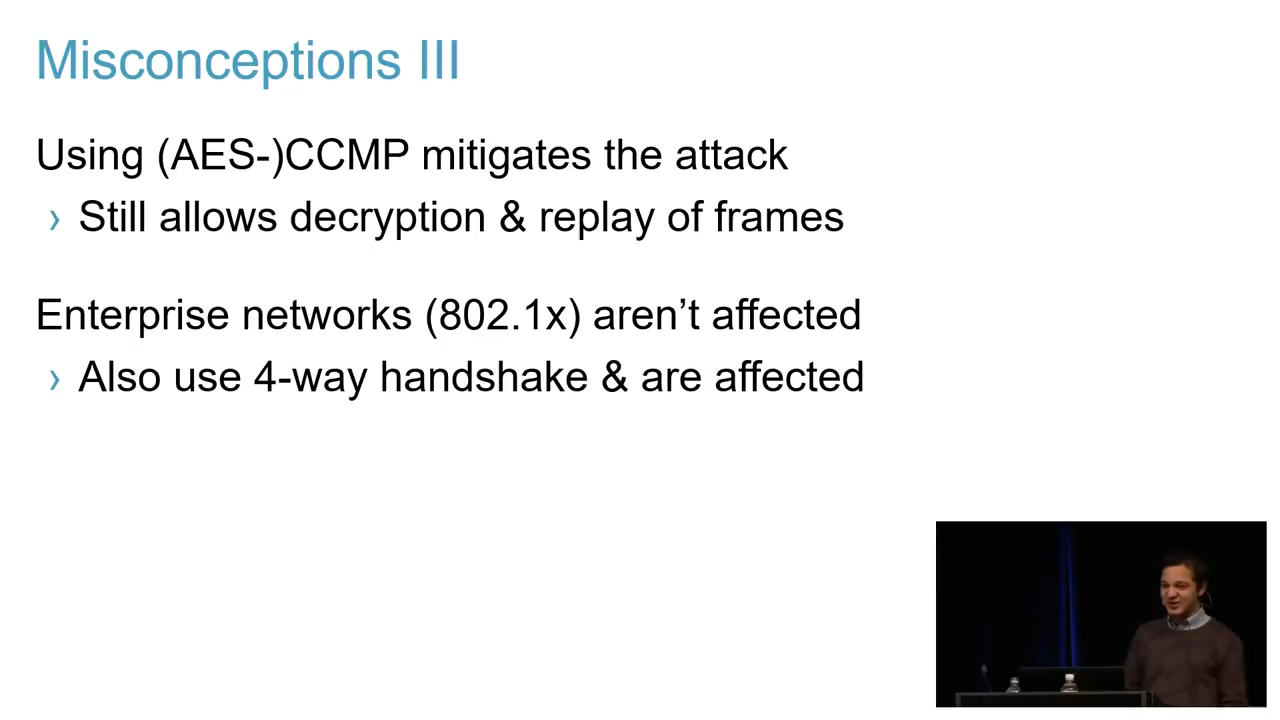 Misconceptions III
Using (AES-)CCMP mitigates the attack
› Still allows decryption & replay of frames
Enterprise networks (802.1x) aren’t affected
› Also use 4-way handshake & are affected